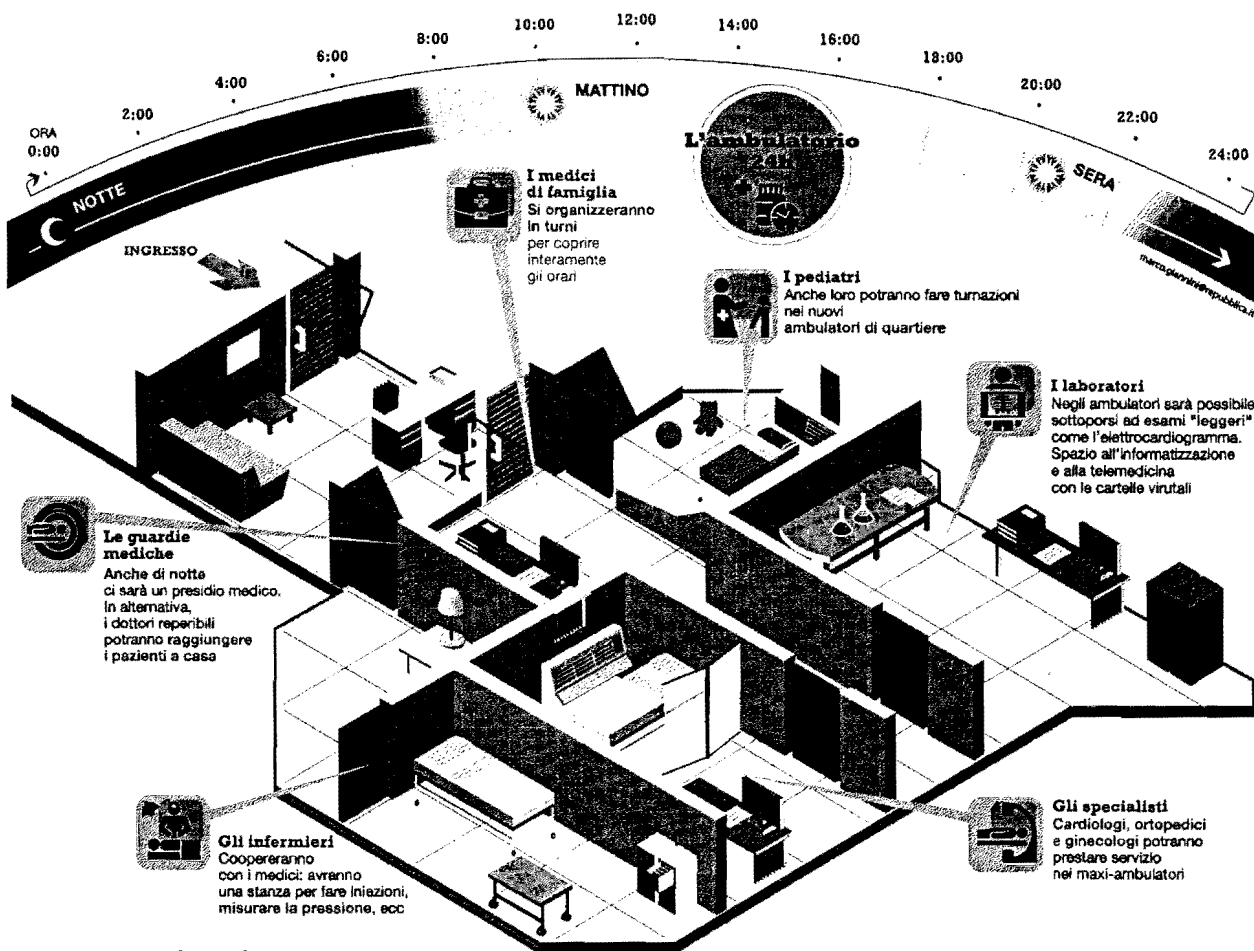 ORA
0:00
2:00
4:00
6:00
8:00
10:00
12:00
14:00
16:00
18:00
20:00
22:00
24:00
NOTTE
MATTINO
SERA
L'ambulatorio
24h
INGRESSO
marco.giannini@repubblica.it
I medici
di famiglia
Si organizzeranno
in turni
per coprire
interamente
gli orari
I pediatri
Anche loro potranno fare turnazioni
nei nuovi
ambulatori di quartiere
I laboratori
Negli ambulatori sarà possibile
sottoporsi ad esami "leggeri"
come l'elettrocardiogramma.
Spazio all'informatizzazione
e alla telemedicina
con le cartelle virutali
Le guardie
mediche
Anche di notte
ci sarà un presidio medico.
In alternativa,
i dottori reperibili
potranno raggiungere
i pazienti a casa
Gli infermieri
Coopereranno
con i medici: avranno
una stanza per fare iniezioni,
misurare la pressione, ecc
Gli specialisti
Cardiologi, ortopedici
e ginecologi potranno
prestare servizio
nei maxi-ambulatori